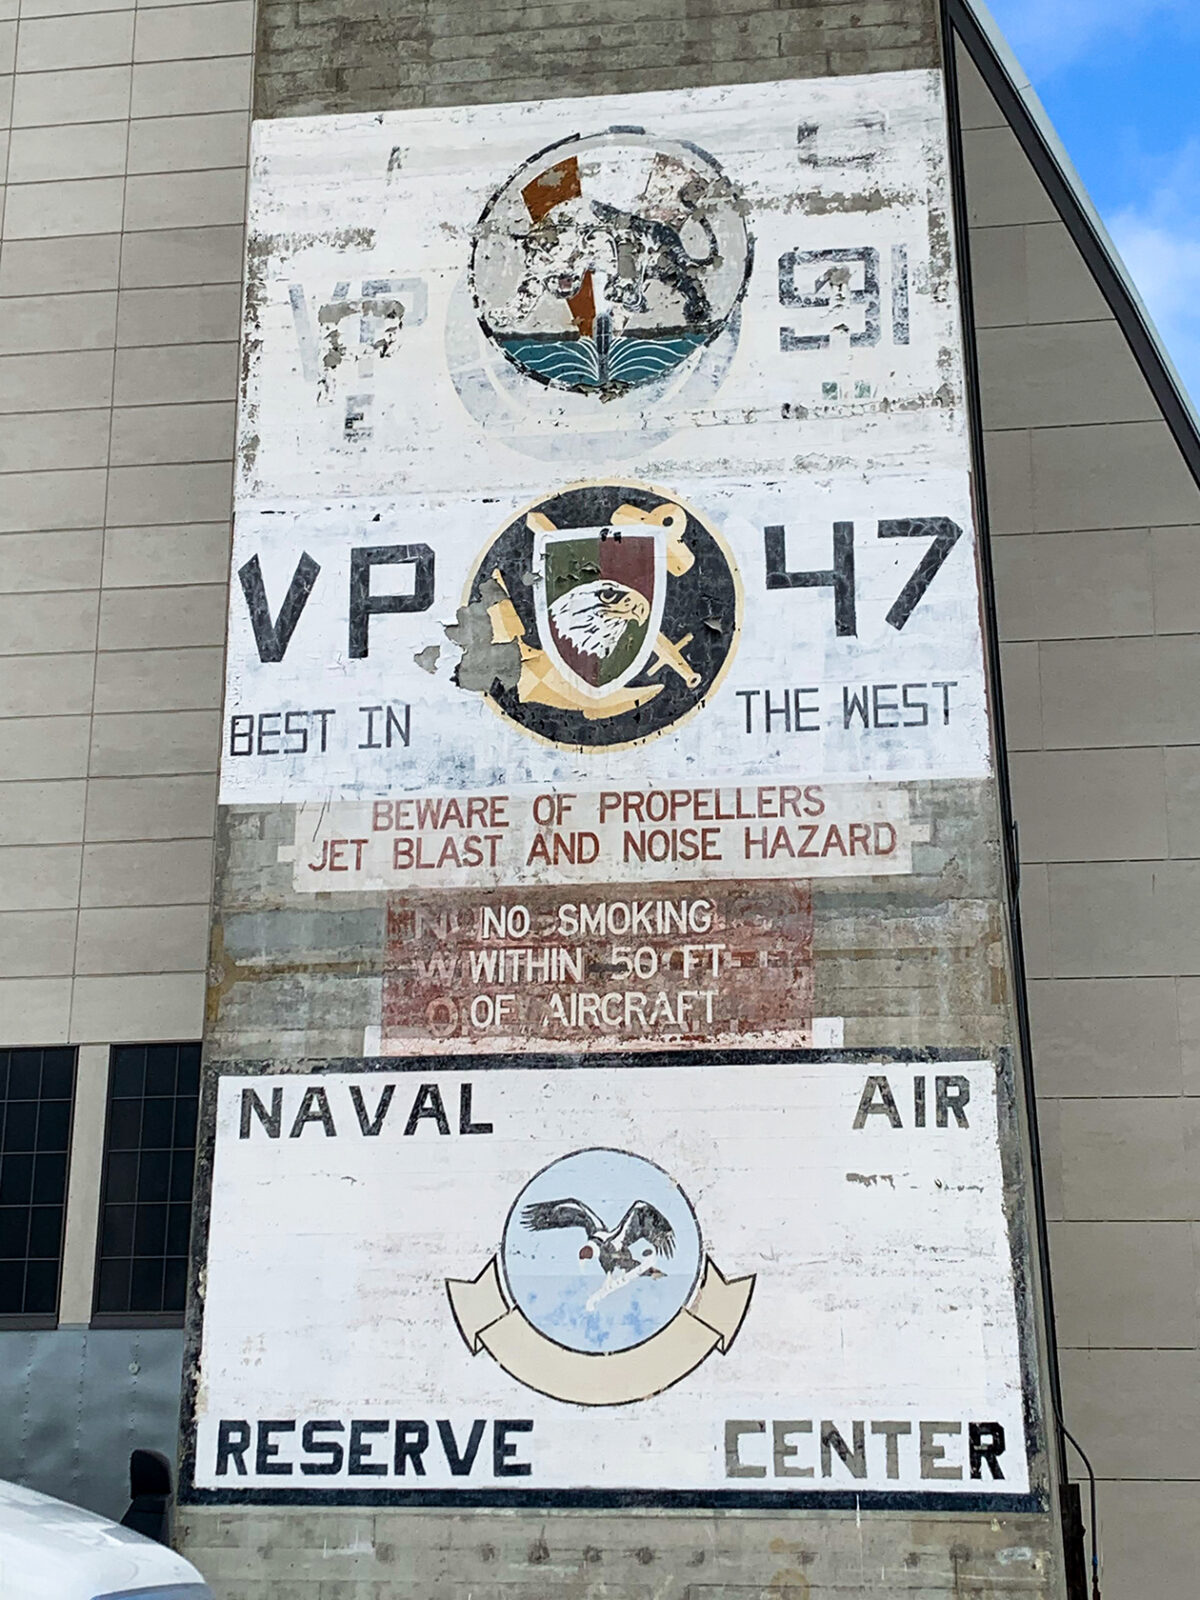 VP 91
E
VP 47
BEST IN THE WEST
BEWARE OF PROPELLERS
JET BLAST AND NOISE HAZARD
NO SMOKING
WITHIN 50 FT
OF AIRCRAFT
NAVAL AIR
RESERVE CENTER